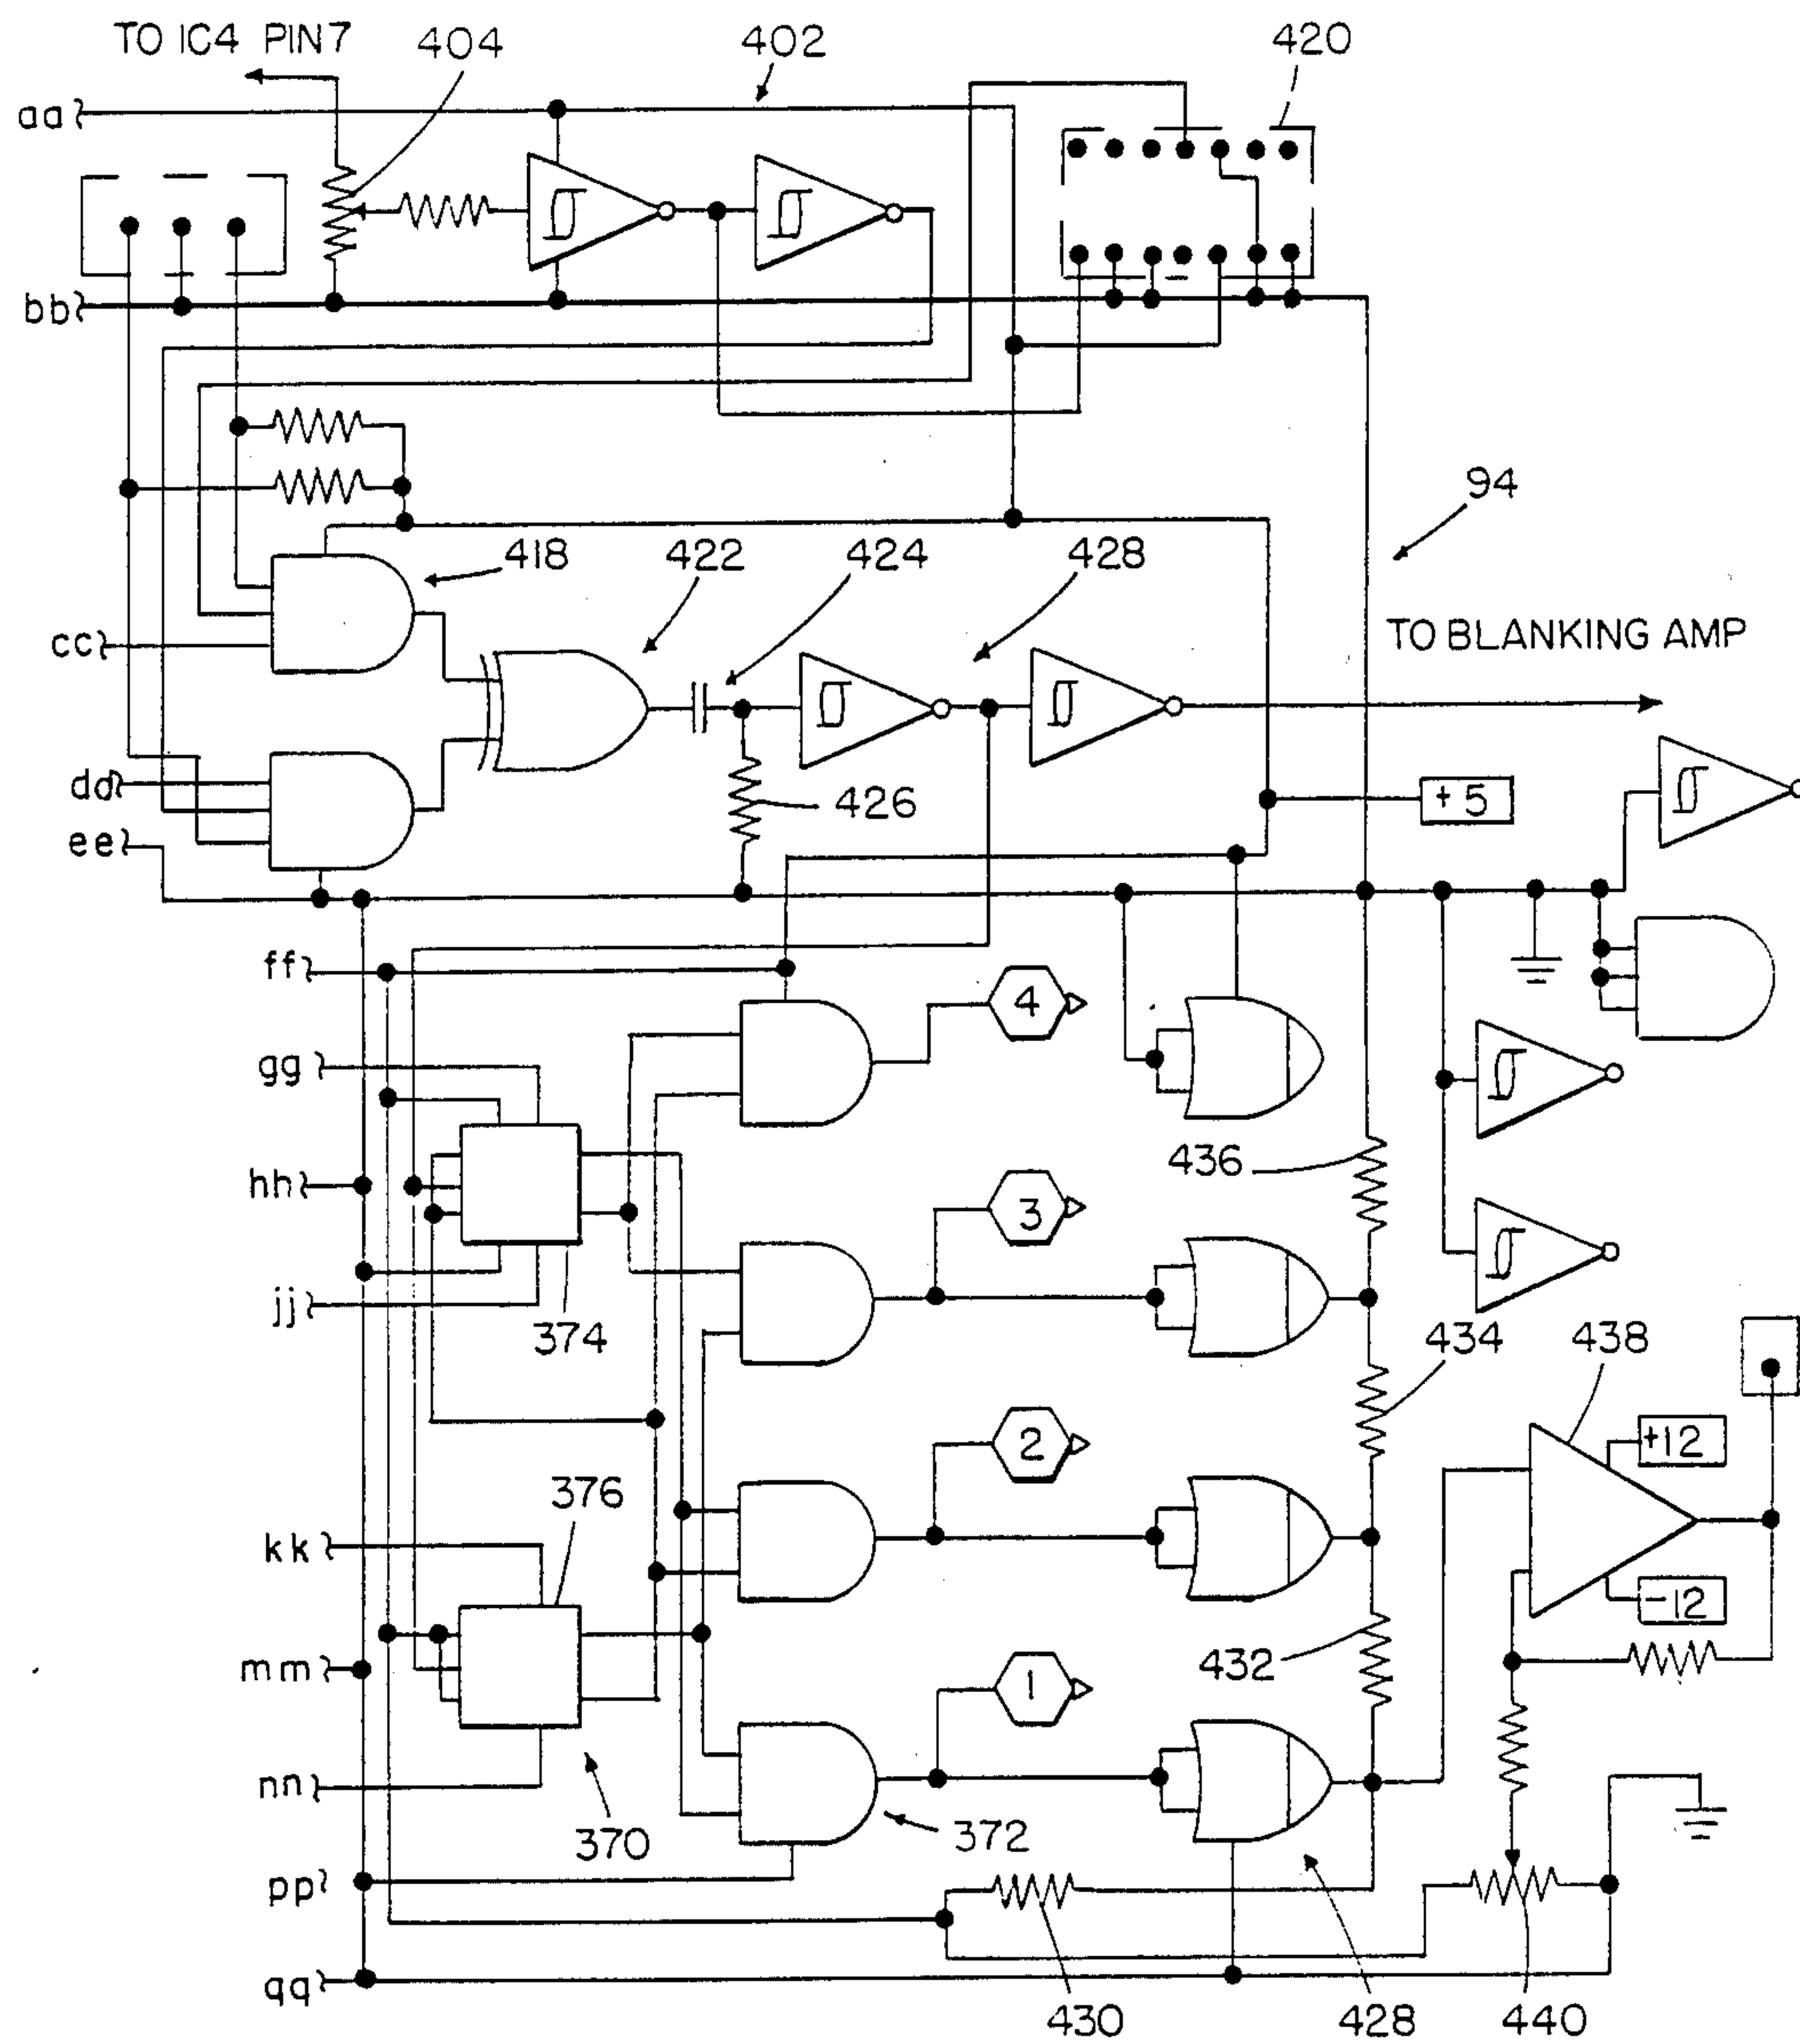 TO IC4 PIN7
404
402
420
aa
bb
94
418
422
424
428
cc
TO BLANKING AMP
dd
426
+5
ee
ff
4
gg
436
hh
3
jj
374
434
438
2
+12
376
kk
-12
432
mm
1
nn
370
372
pp
qq
430
428
440